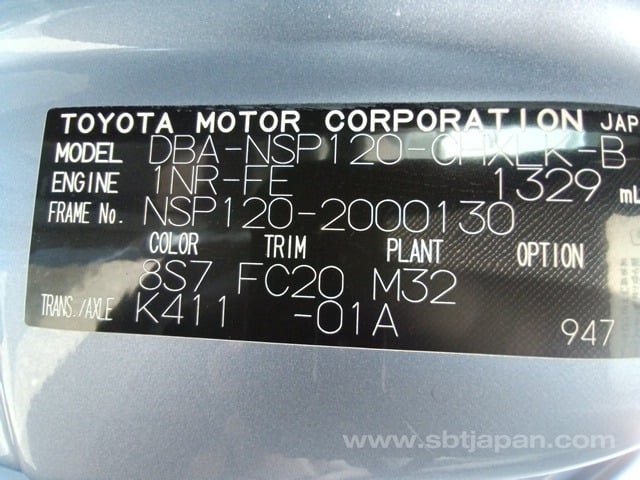 TOYOTA MOTOR CORPORATION JAP
MODEL DBA-NSP120-CHXLK-B
ENGINE 1NR-FE 1329 mL
FRAME No. NSP120-2000130
COLOR TRIM PLANT OPTION
8S7 FC20 M32
TRANS./AXLE K411 -01A
947
www.sbtjapan.com